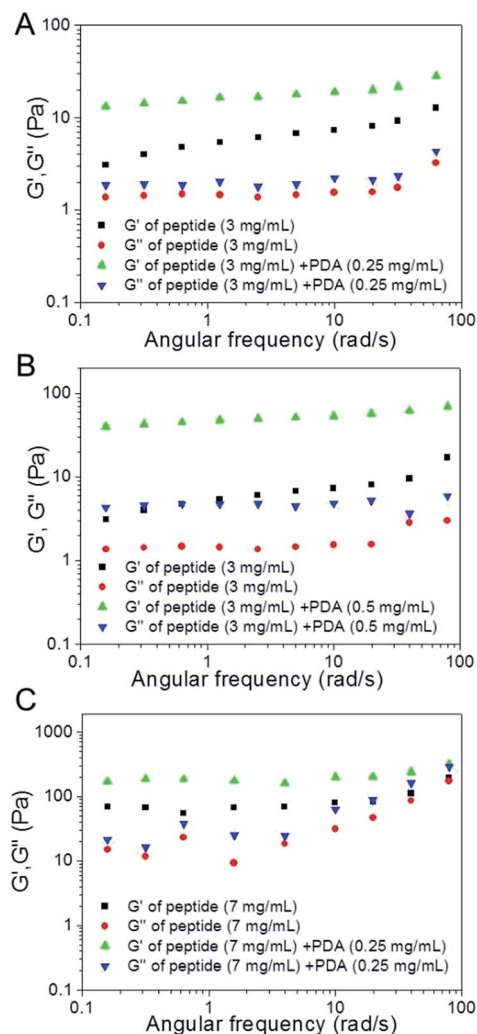 A
100
10
1
0.1
G',G" (Pa)
G' of peptide (3 mg/mL)
G" of peptide (3 mg/mL)
G' of peptide (3 mg/mL) +PDA (0.25 mg/mL)
G" of peptide (3 mg/mL) +PDA (0.25 mg/mL)
0.1 1 10 100
Angular frequency (rad/s)
B
100
10
1
0.1
G', G" (Pa)
G' of peptide (3 mg/mL)
G" of peptide (3 mg/mL)
G' of peptide (3 mg/mL) +PDA (0.5 mg/mL)
G" of peptide (3 mg/mL) +PDA (0.5 mg/mL)
0.1 1 10 100
Angular frequency (rad/s)
C
1000
100
10
1
0.1
G',G" (Pa)
G' of peptide (7 mg/mL)
G" of peptide (7 mg/mL)
G' of peptide (7 mg/mL) +PDA (0.25 mg/mL)
G" of peptide (7 mg/mL) +PDA (0.25 mg/mL)
0.1 1 10 100
Angular frequency (rad/s)